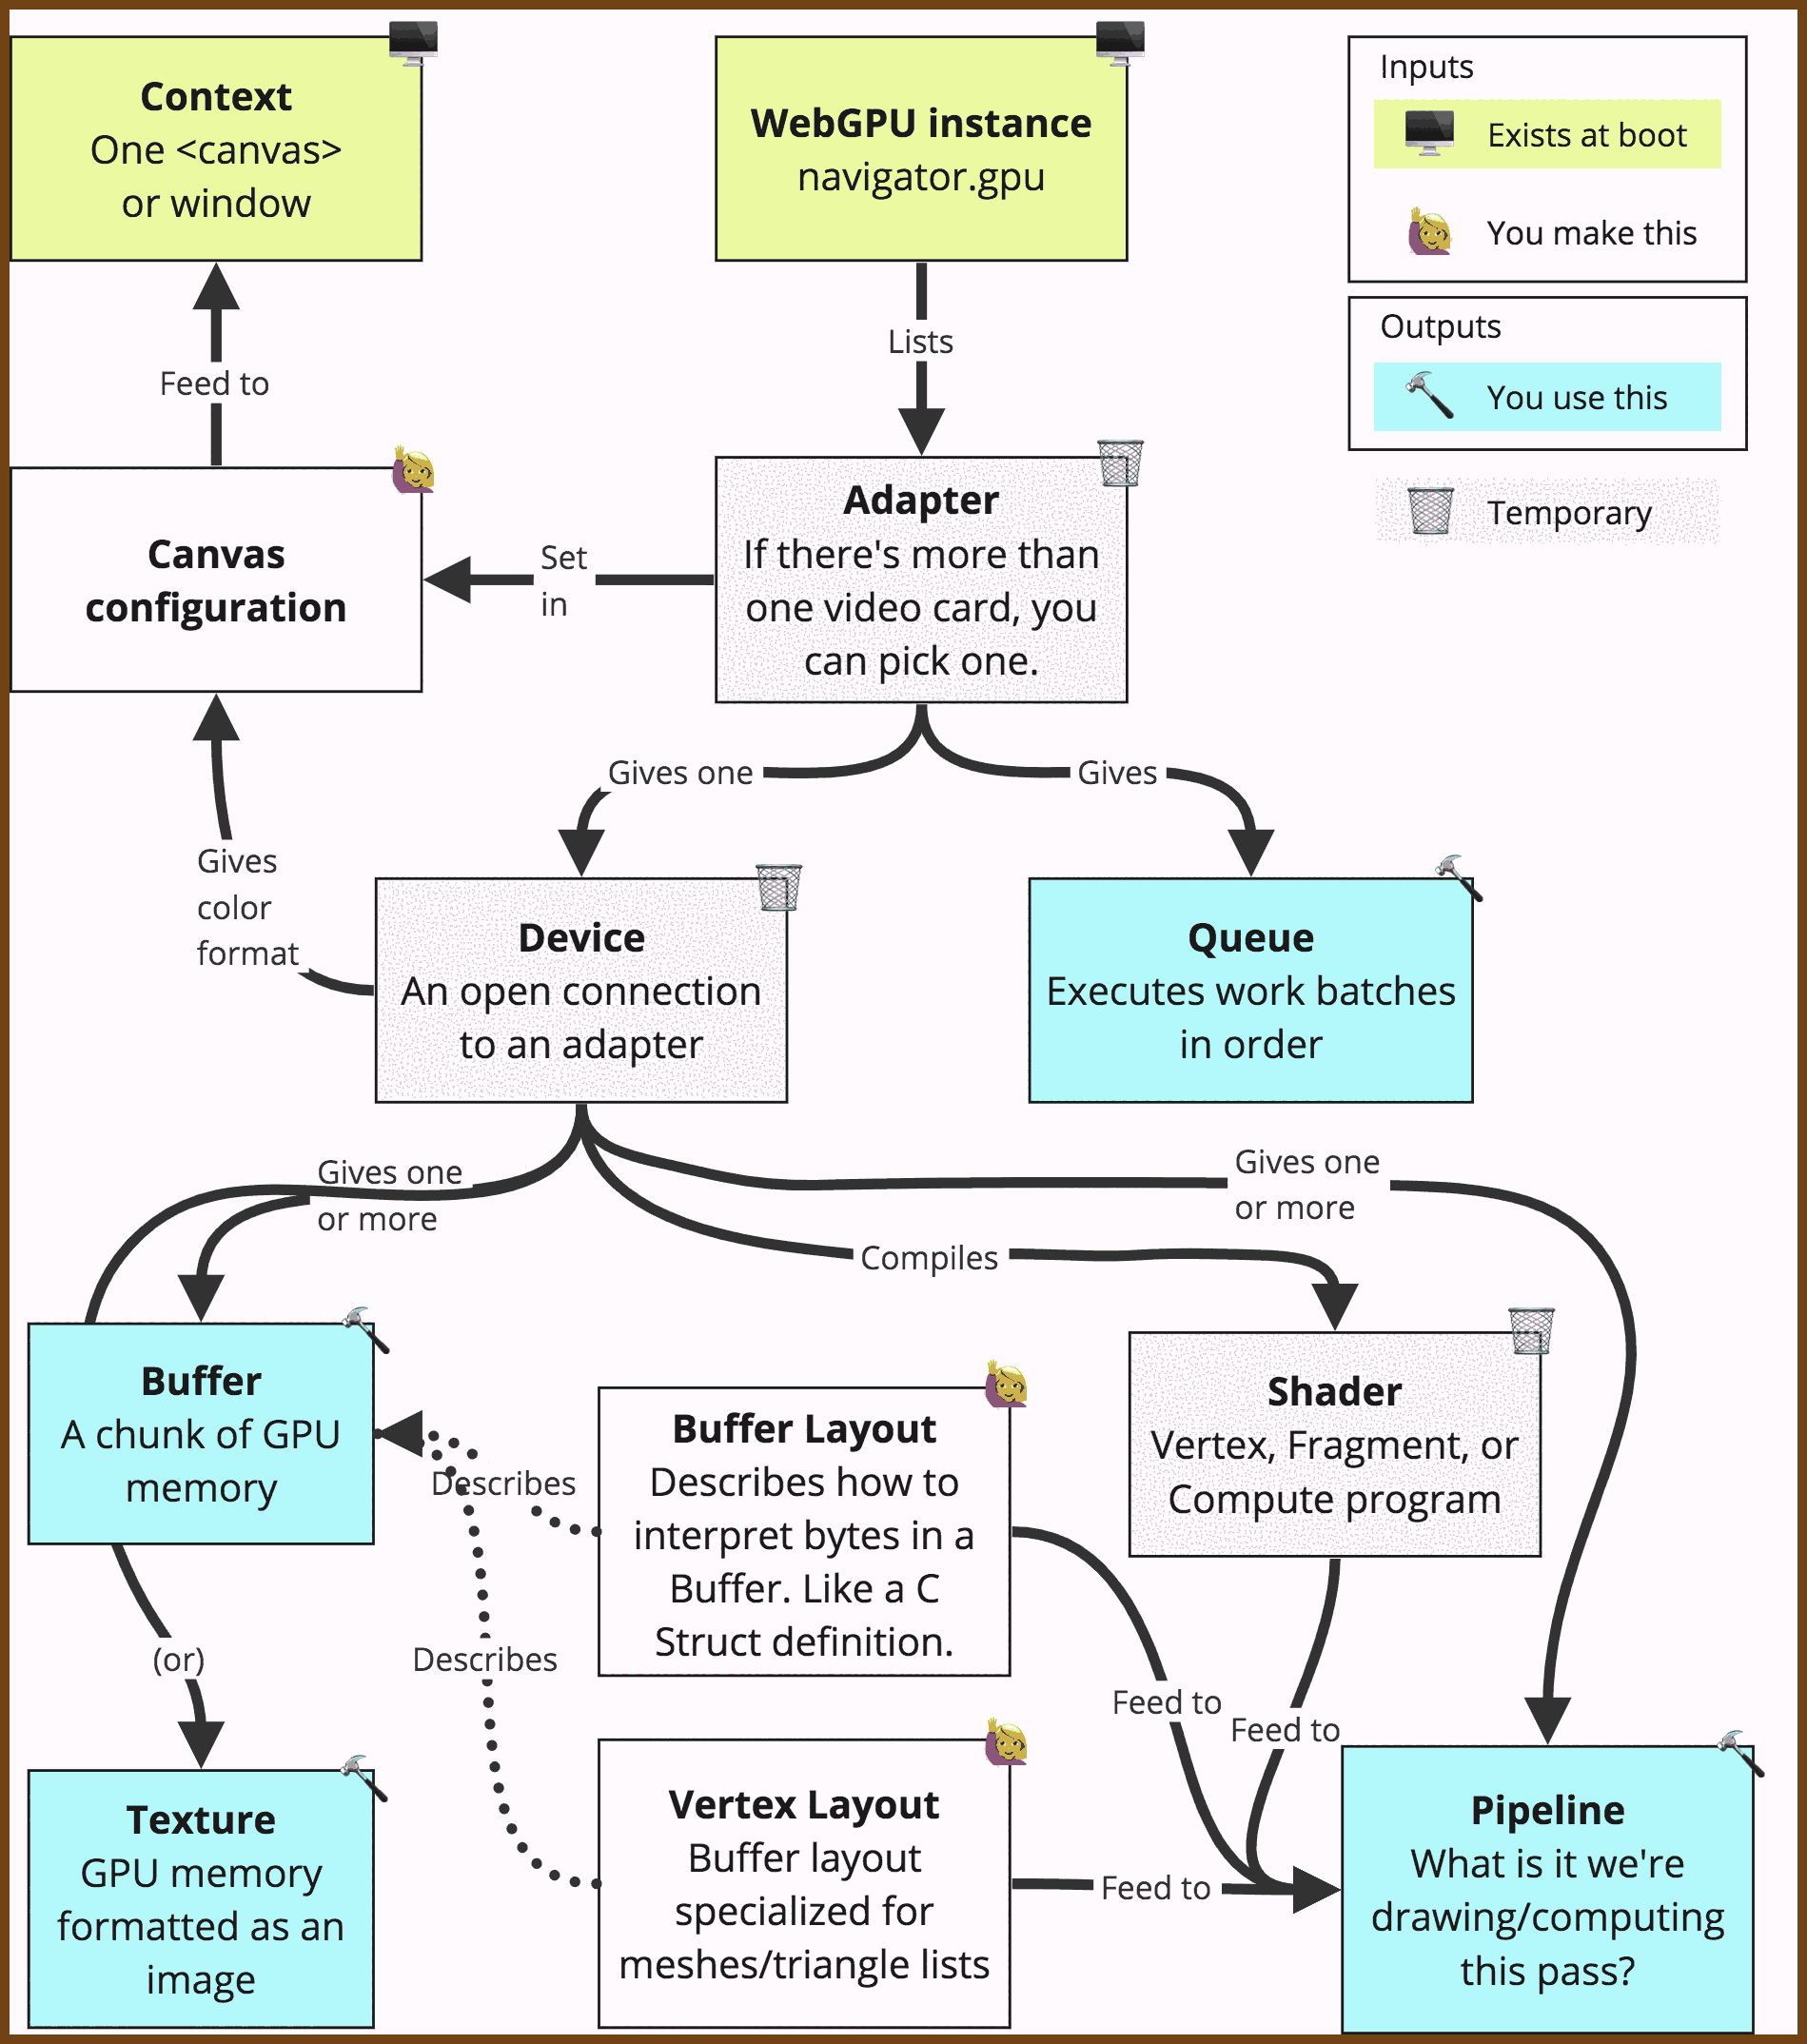 Context
One <canvas>
or window
WebGPU instance
navigator.gpu
Inputs
Exists at boot
You make this
Outputs
You use this
Temporary
Feed to
Lists
Canvas
configuration
Set
in
Adapter
If there's more than
one video card, you
can pick one.
Gives one
Gives
Gives
color
format
Device
An open connection
to an adapter
Queue
Executes work batches
in order
Gives one
or more
Compiles
Gives one
or more
Buffer
A chunk of GPU
memory
Describes
Buffer Layout
Describes how to
interpret bytes in a
Buffer. Like a C
Struct definition.
Shader
Vertex, Fragment, or
Compute program
(or)
Describes
Feed to
Feed to
Texture
GPU memory
formatted as an
image
Vertex Layout
Buffer layout
specialized for
meshes/triangle lists
Feed to
Pipeline
What is it we're
drawing/computing
this pass?